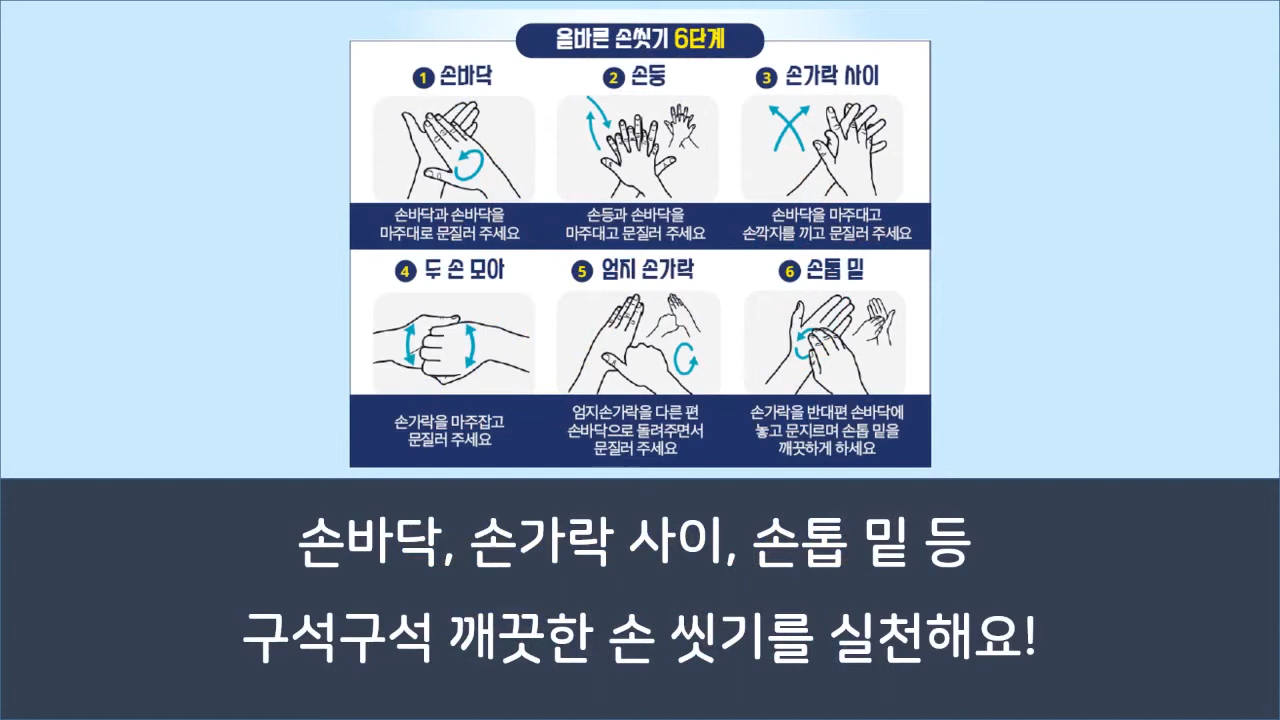 올바른 손씻기 6단계
1 손바닥
2 손등
3 손가락 사이
손바닥과 손바닥을
마주대로 문질러 주세요
손등과 손바닥을
마주대고 문질러 주세요
손바닥을 마주대고
손깍지를 끼고 문질러 주세요
4 두 손 모아
5 엄지 손가락
6 손톱 밑
손가락을 마주잡고
문질러 주세요
엄지손가락을 다른 편
손바닥으로 돌려주면서
문질러 주세요
손가락을 반대편 손바닥에
놓고 문지르며 손톱 밑을
깨끗하게 하세요
손바닥, 손가락 사이, 손톱 밑 등
구석구석 깨끗한 손 씻기를 실천해요!